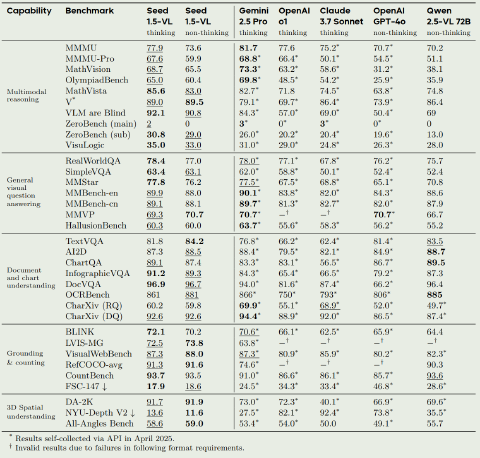 Capability Benchmark Seed 1.5-VL thinking Seed 1.5-VL non-thinking Gemini 2.5 Pro thinking OpenAI o1 thinking Claude 3.7 Sonnet thinking OpenAI GPT-4o non-thinking Qwen 2.5-VL 72B non-thinking
Multimodal reasoning
MMMU 77.9 73.6 81.7 77.6 75.2* 70.7* 70.2
MMMU-Pro 67.6 59.9 68.8* 66.4* 50.1* 54.5* 51.1
MathVision 68.7 65.5 73.3* 63.2* 58.6* 31.2* 38.1
OlympiadBench 65.0 60.4 69.8* 48.5* 54.2* 25.9* 35.9
MathVista 85.6 83.0 82.7* 71.8 74.5* 63.8* 74.8
V* 89.0 89.5 79.1* 69.7* 86.4* 73.9* 86.4
VLM are Blind 92.1 90.8 84.3* 57.0* 69.0* 50.4* 69
ZeroBench (main) 2 0 3* 0* 3* 0* 0*
ZeroBench (sub) 30.8 29.0 26.0* 20.2* 20.4* 19.6* 13.0
VisuLogic 35.0 33.0 31.0* 29.0* 24.8* 26.3* 28.0
General visual question answering
RealWorldQA 78.4 77.0 78.0* 77.1* 67.8* 76.2* 75.7
SimpleVQA 63.4 63.1 62.0* 58.8* 50.1* 52.4* 52.4
MMStar 77.8 76.2 77.5* 67.5* 68.8* 65.1* 70.8
MMBench-en 89.9 88.0 90.1* 83.8* 82.0* 84.3* 88.6
MMBench-cn 89.1 88.1 89.7* 81.3* 82.7* 82.0* 87.9
MMVP 69.3 70.7 70.7* -† -† 70.7* 66.7
HallusionBench 60.3 60.0 63.7* 55.6* 58.3* 56.2* 55.2
Document and chart understanding
TextVQA 81.8 84.2 76.8* 66.2* 62.4* 81.4* 83.5
AI2D 87.3 88.5 88.4* 79.5* 82.1* 84.9* 88.7
ChartQA 89.1 87.4 83.3* 83.1* 56.5* 86.7* 89.5
InfographicVQA 91.2 89.3 84.3* 65.4* 66.5* 79.2* 87.3
DocVQA 96.9 96.7 94.0* 81.6* 87.4* 66.2* 96.4
OCRBench 861 881 866* 750* 793* 806* 885
CharXiv (RQ) 60.2 59.8 69.9* 55.1 68.9* 52.0* 49.7*
CharXiv (DQ) 92.6 92.6 94.4* 88.9 92.0* 86.5* 87.4*
Grounding & counting
BLINK 72.1 70.2 70.6* 66.1* 62.5* 65.9* 64.4
LVIS-MG 72.5 73.8 63.8* -† -† -† -†
VisualWebBench 87.3 88.0 87.3* 80.9* 85.9* 80.2* 82.3*
RefCOCO-avg 91.3 91.6 74.6* -† -† -† 90.3
CountBench 93.7 93.5 91.0* 86.6* 86.1* 85.7* 93.6
FSC-147 ↓ 17.9 18.6 24.5* 34.3* 33.4* 46.8* 28.6*
3D Spatial understanding
DA-2K 91.7 91.9 73.0* 72.3* 40.1* 66.9* 69.6*
NYU-Depth V2 ↓ 13.6 11.6 27.5* 82.1* 92.4* 73.8* 35.5*
All-Angles Bench 58.6 59.0 53.4* 54.0* 50.0 49.1 55.7
* Results self-collected via API in April 2025.
† Invalid results due to failures in following format requirements.